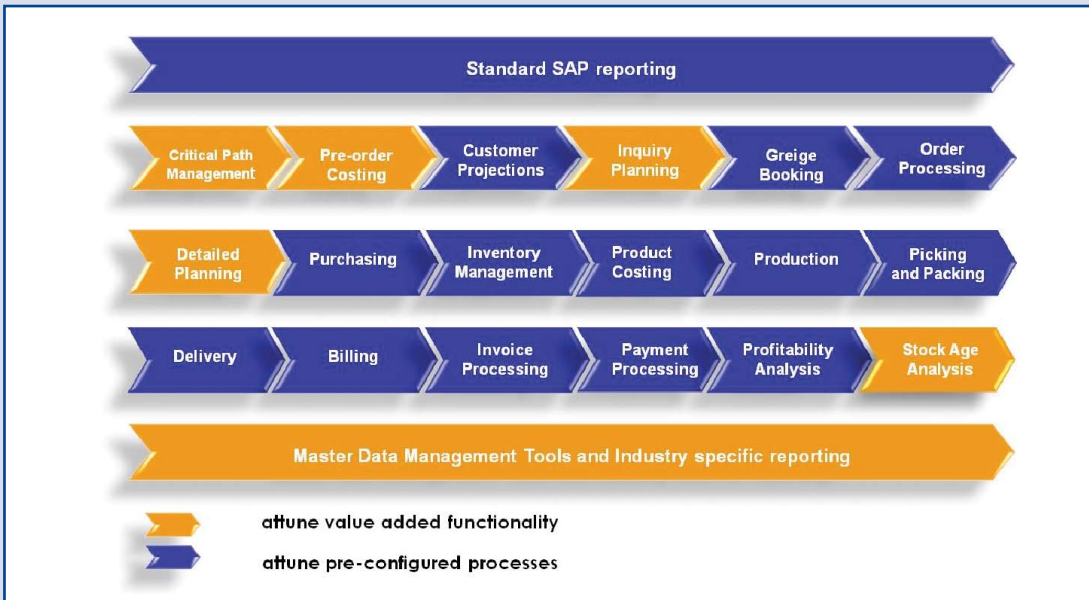 Standard SAP reporting
Critical Path
Management
Pre-order
Costing
Customer
Projections
Inquiry
Planning
Greige
Booking
Order
Processing
Detailed
Planning
Purchasing
Inventory
Management
Product
Costing
Production
Picking
and Packing
Delivery
Billing
Invoice
Processing
Payment
Processing
Profitability
Analysis
Stock Age
Analysis
Master Data Management Tools and Industry specific reporting
attune value added functionality
attune pre-configured processes